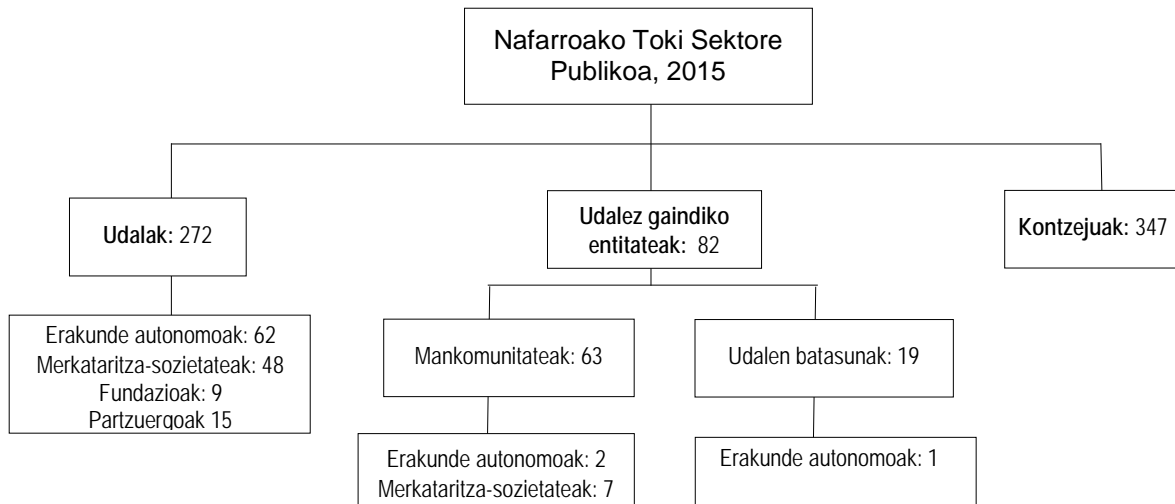 Nafarroako Toki Sektore
Publikoa, 2015
Udalak: 272
Udalez gaindiko
entitateak: 82
Kontzejuak: 347
Erakunde autonomoak: 62
Merkataritza-sozietateak: 48
Fundazioak: 9
Partzuergoak 15
Mankomunitateak: 63
Udalen batasunak: 19
Erakunde autonomoak: 2
Merkataritza-sozietateak: 7
Erakunde autonomoak: 1